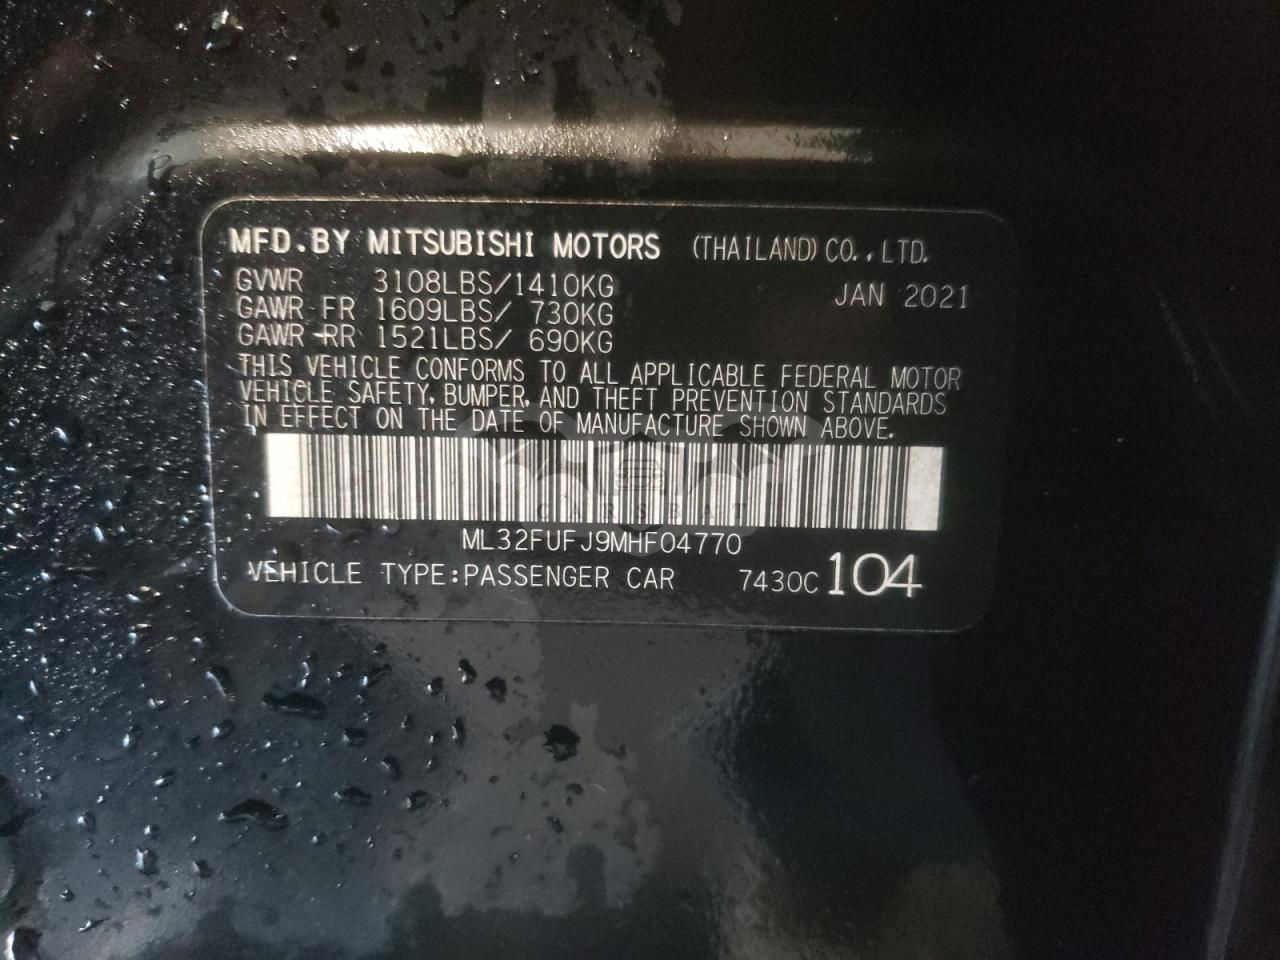 MFD.BY MITSUBISHI MOTORS (THAILAND) CO., LTD.
GVWR 3108LBS/1410KG JAN 2021
GAWR FR 1609LBS/ 730KG
GAWR RR 1521LBS/ 690KG
THIS VEHICLE CONFORMS TO ALL APPLICABLE FEDERAL MOTOR
VEHICLE SAFETY, BUMPER, AND THEFT PREVENTION STANDARDS
IN EFFECT ON THE DATE OF MANUFACTURE SHOWN ABOVE.
CARSBAT
ML32FUFJ9MHF04770
VEHICLE TYPE:PASSENGER CAR 7430C 104